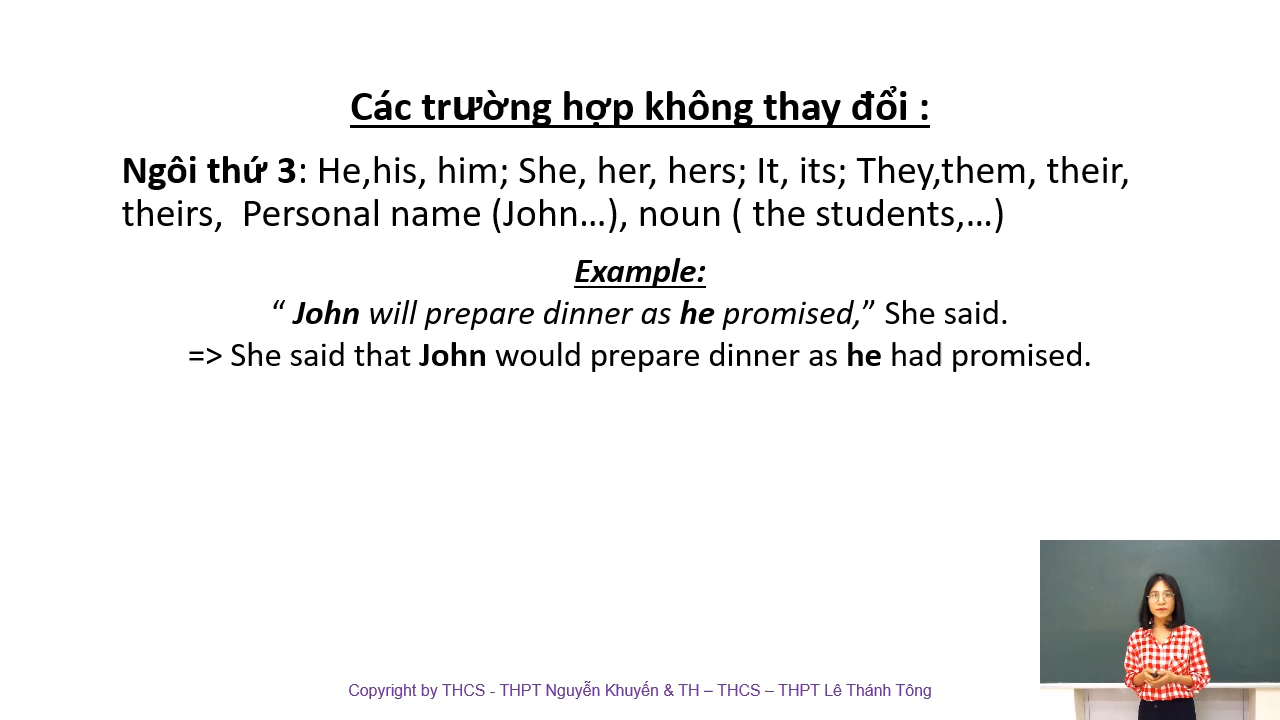 Các trường hợp không thay đổi :
Ngôi thứ 3: He,his, him; She, her, hers; It, its; They,them, their,
theirs,  Personal name (John…), noun ( the students,…)
Example:
“ John will prepare dinner as he promised,” She said.
=> She said that John would prepare dinner as he had promised.
Copyright by THCS - THPT Nguyễn Khuyến & TH – THCS – THPT Lê Thánh Tông